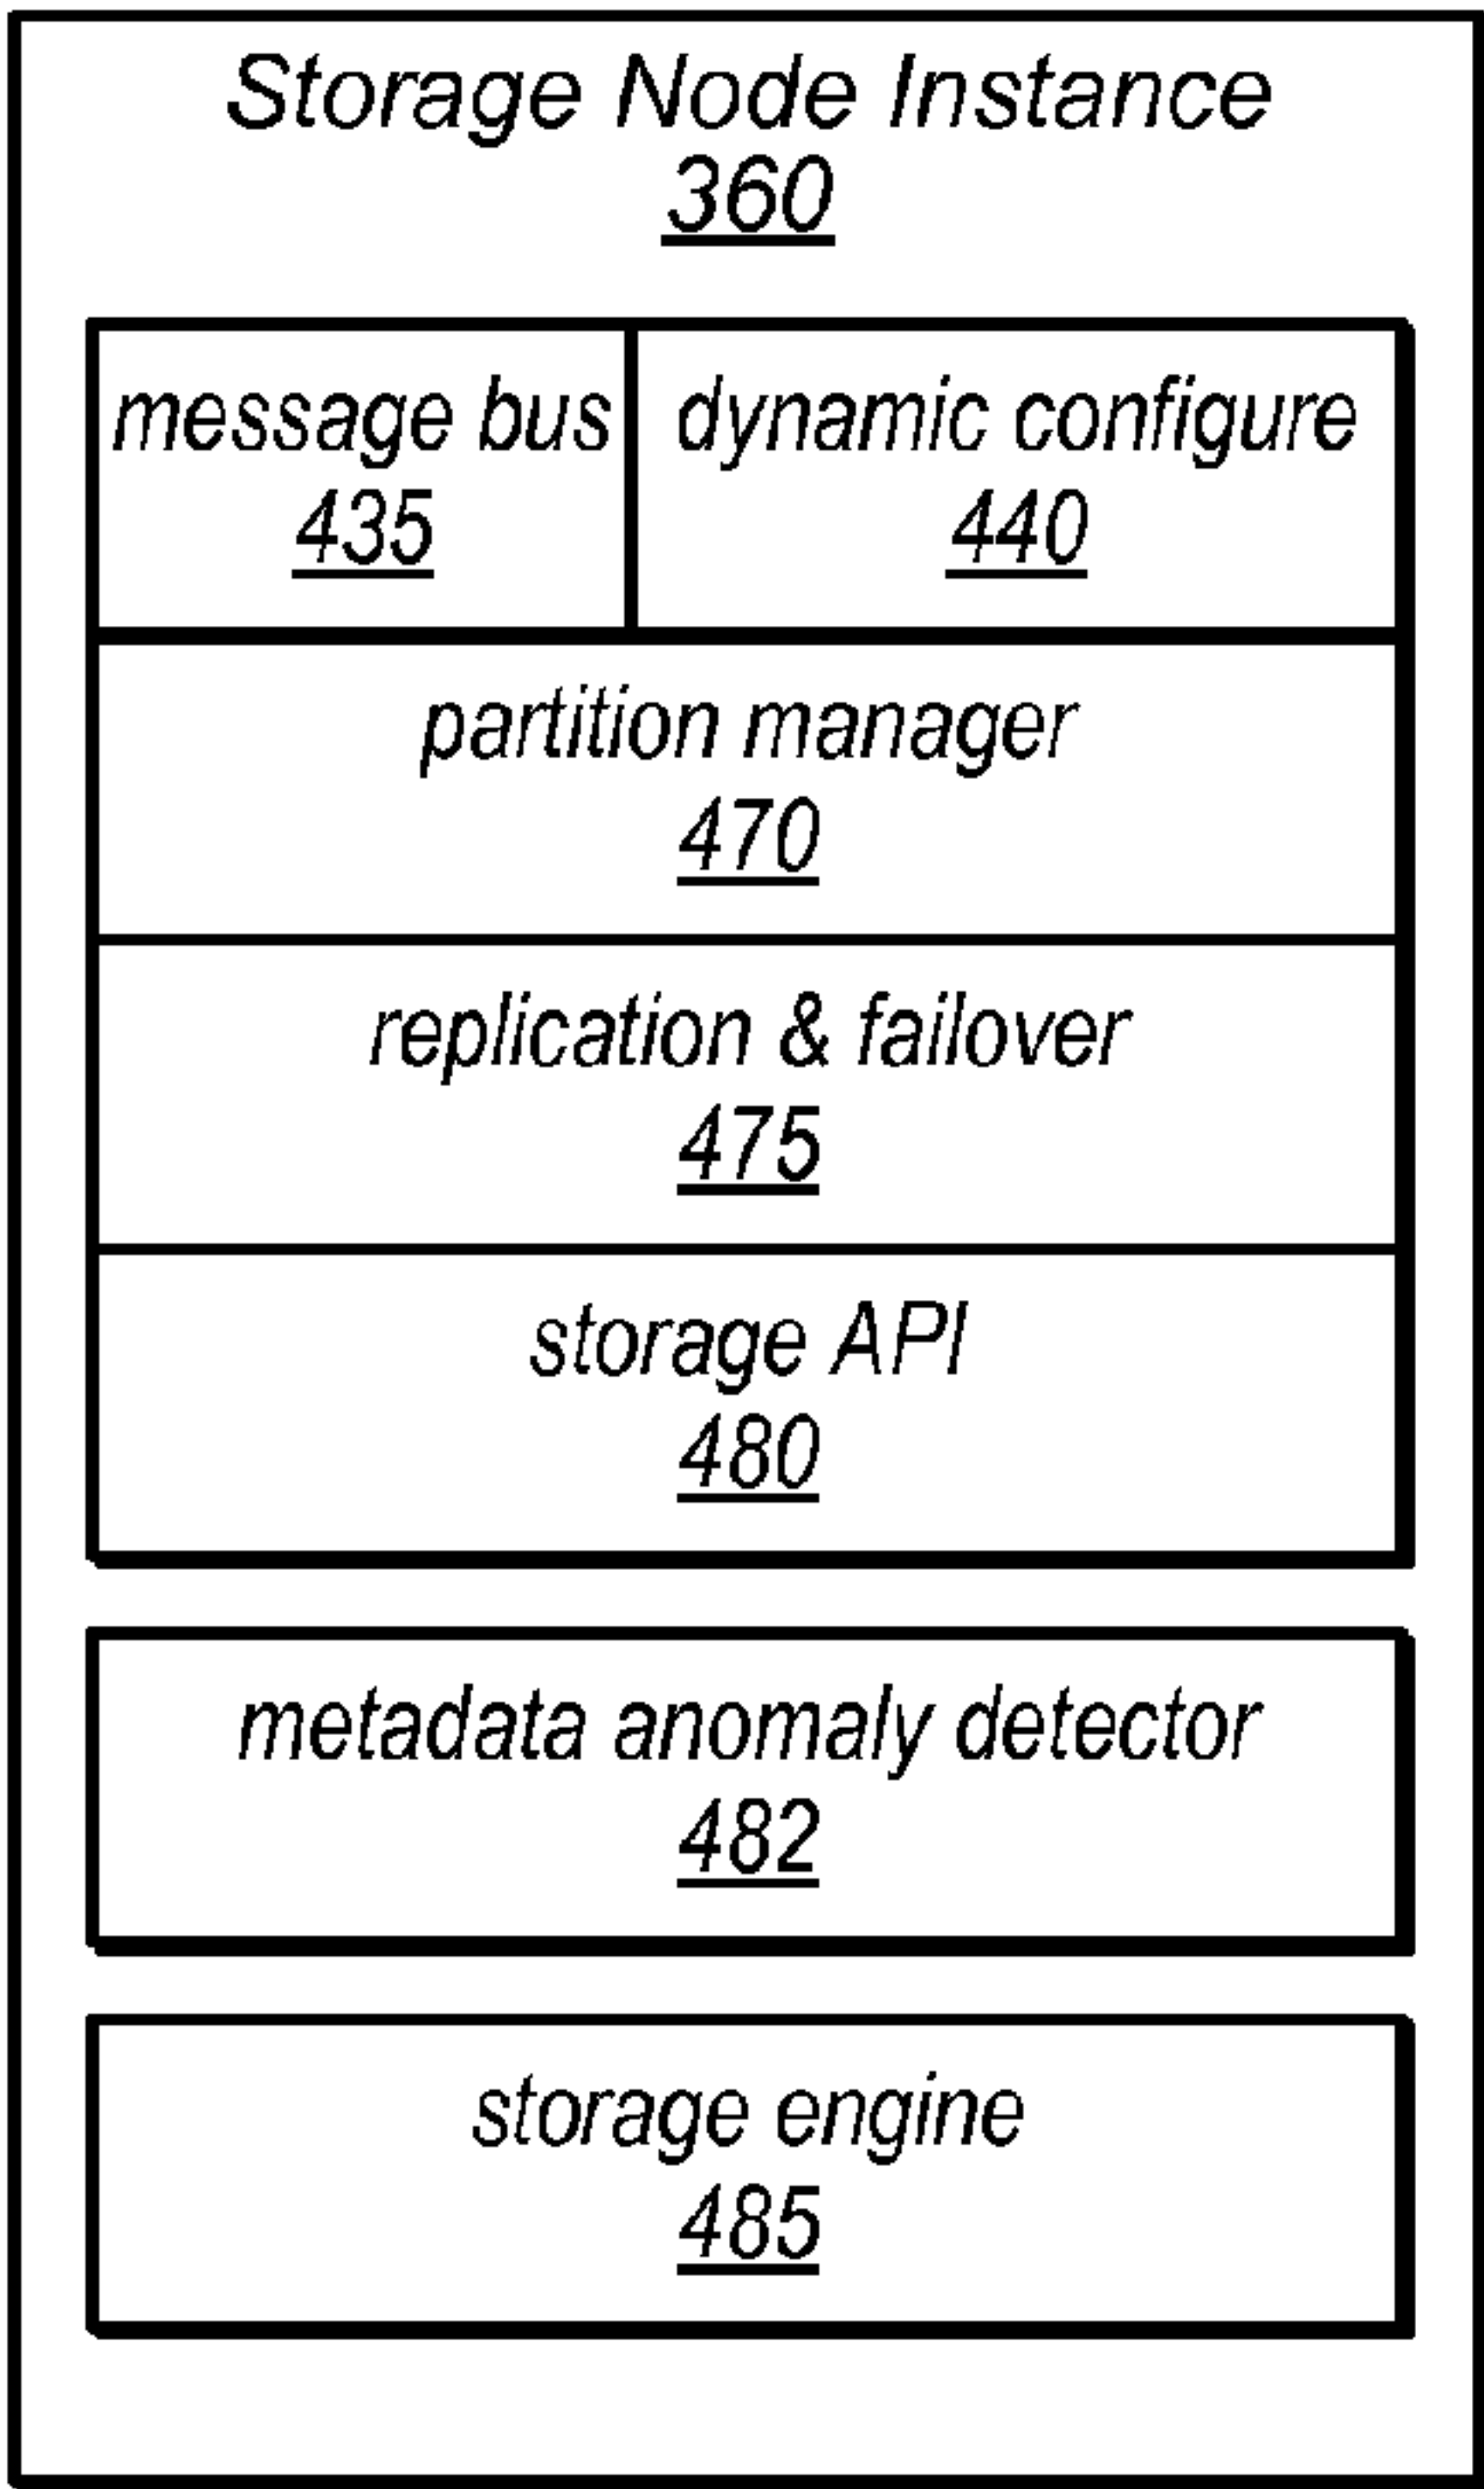 Storage Node Instance
360
message bus
435
dynamic configure
440
partition manager
470
replication & failover
475
storage API
480
metadata anomaly detector
482
storage engine
485